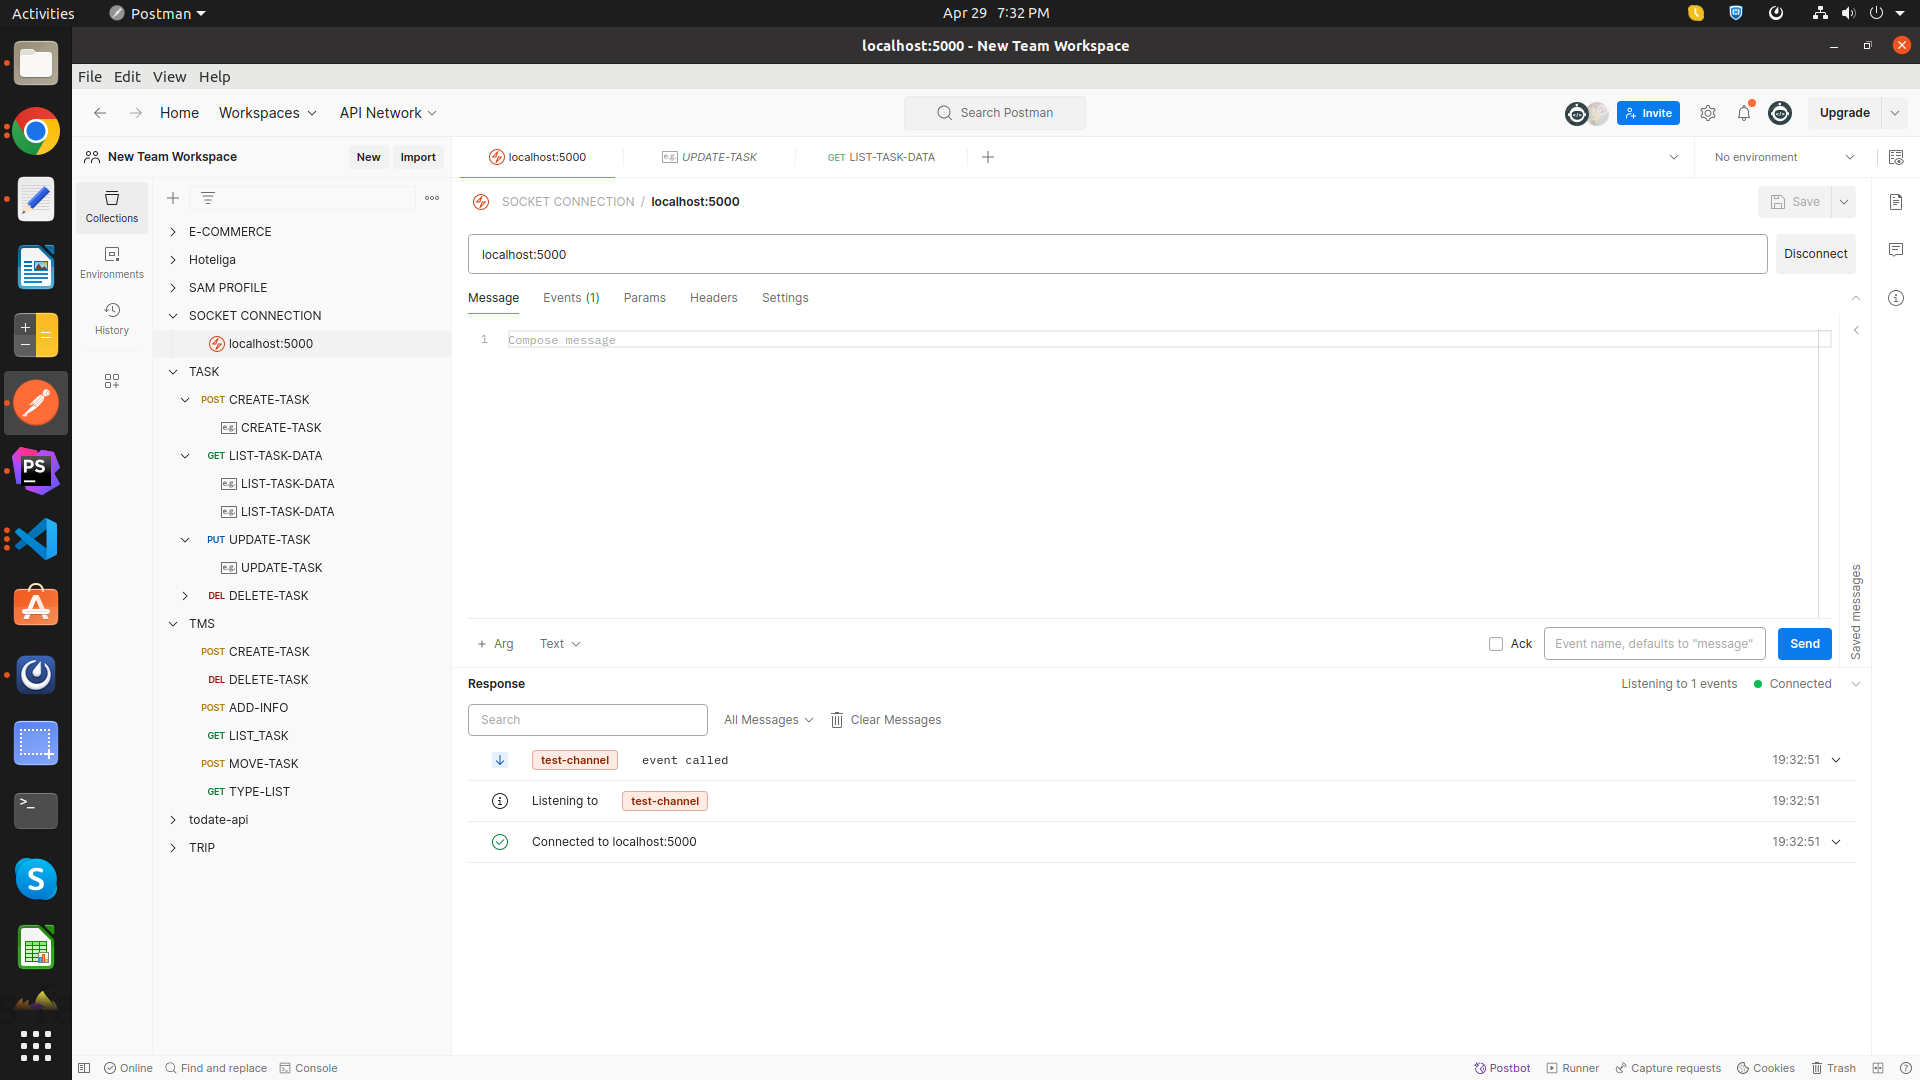 Activities
Postman
Apr 29 7:32 PM
localhost:5000 - New Team Workspace
File Edit View Help
Home
Workspaces
API Network
Search Postman
Invite
Upgrade
New Team Workspace
New
Import
localhost:5000
e.g. UPDATE-TASK
GET LIST-TASK-DATA
No environment
Collections
Environments
History
E-COMMERCE
Hoteliga
SAM PROFILE
SOCKET CONNECTION
localhost:5000
TASK
POST CREATE-TASK
e.g. CREATE-TASK
GET LIST-TASK-DATA
e.g. LIST-TASK-DATA
e.g. LIST-TASK-DATA
PUT UPDATE-TASK
e.g. UPDATE-TASK
DEL DELETE-TASK
TMS
POST CREATE-TASK
DEL DELETE-TASK
POST ADD-INFO
GET LIST_TASK
POST MOVE-TASK
GET TYPE-LIST
todate-api
TRIP
SOCKET CONNECTION / localhost:5000
Save
localhost:5000
Disconnect
Message Events (1) Params Headers Settings
1 Compose message
Saved messages
+ Arg Text
Ack
Event name, defaults to "message"
Send
Response
Listening to 1 events
Connected
Search
All Messages
Clear Messages
test-channel event called 19:32:51
Listening to test-channel 19:32:51
Connected to localhost:5000 19:32:51
Online
Find and replace
Console
Postbot
Runner
Capture requests
Cookies
Trash
PS
S